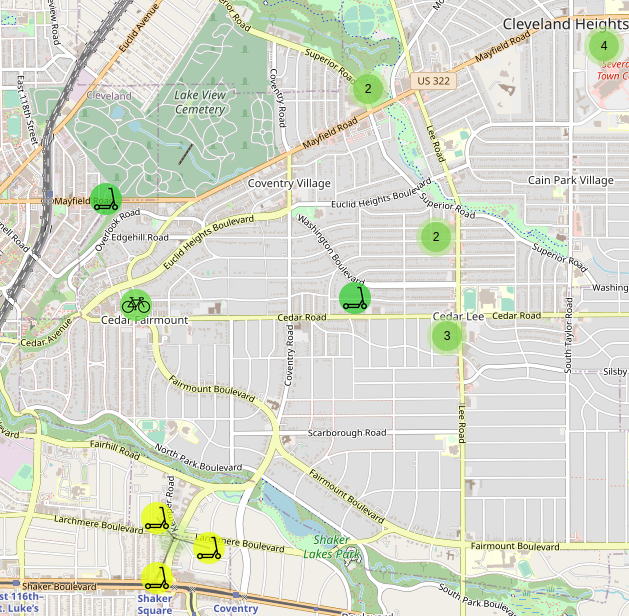 Cleveland Heights
Euclid Avenue
Superior Road
Mayfield Road
4
Severance
Town C
East 118th Street
Cleveland
Lake View
Cemetery
Coventry Road
2
US 322
Mayfield Road
Lee Road
Coventry Village
Cain Park Village
Mayfield Road
Overlook Road
Edgehill Road
Euclid Heights Boulevard
Euclid Heights Boulevard
Superior Road
Washington Boulevard
2
Superior Road
Washing
Cedar Fairmount
Cedar Road
Cedar Lee
Cedar Road
Cedar Avenue
3
Coventry Road
South Taylor Road
Silsby
Fairmount Boulevard
Lee Road
Scarborough Road
Fairhill Road
North Park Boulevard
Fairmount Boulevard
Larchmere Boulevard
Larchmere Boulevard
Shaker
Lakes Park
Fairmount Boulevard
Shaker Boulevard
Shaker
Square
Coventry
st 116th-
t. Luke's
South Park Boulevard